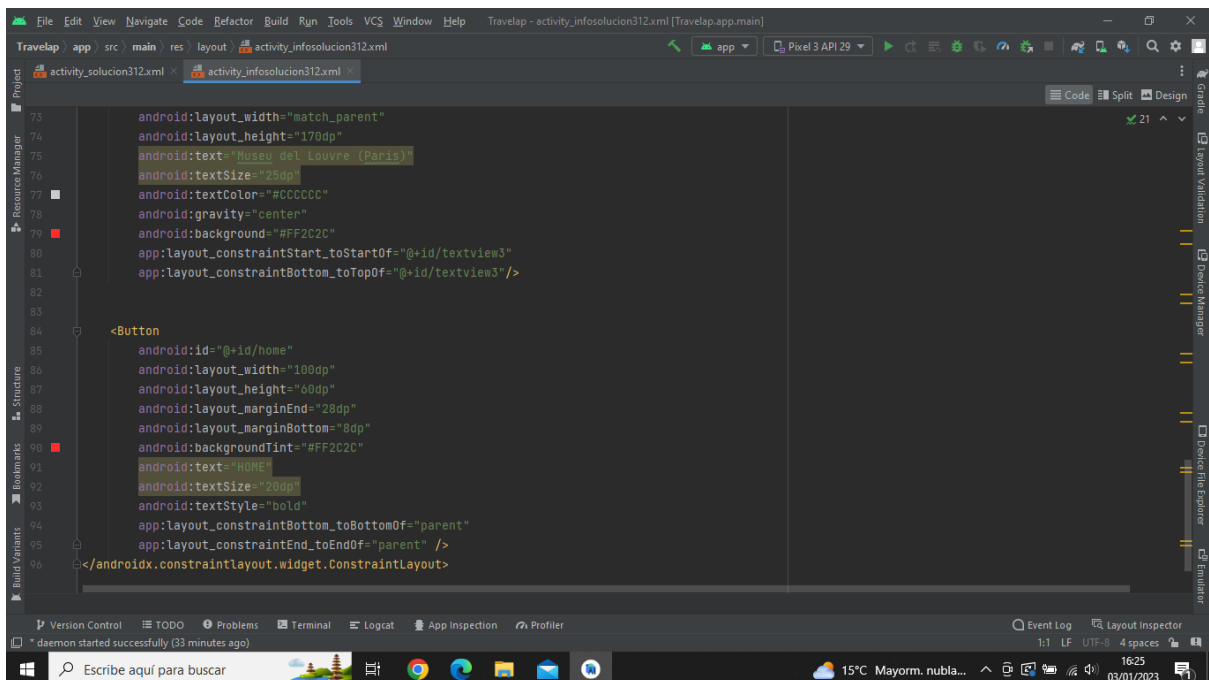 File Edit View Navigate Code Refactor Build Run Tools VCS Window Help Travelap - activity_infosolucion312.xml [Travelap.app.main]
Travelap app src main res layout activity_infosolucion312.xml app Pixel 3 API 29
activity_solucion312.xml activity_infosolucion312.xml
Code Split Design
21
Project
Resource Manager
Structure
Bookmarks
Build Variants
73 android:layout_width="match_parent"
74 android:layout_height="170dp"
75 android:text="Museu del Louvre (Paris)"
76 android:textSize="25dp"
77 android:textColor="#CCCCCC"
78 android:gravity="center"
79 android:background="#FF2C2C"
80 app:layout_constraintStart_toStartOf="@+id/textview3"
81 app:layout_constraintBottom_toTopOf="@+id/textview3"/>
82
83
84 <Button
85 android:id="@+id/home"
86 android:layout_width="100dp"
87 android:layout_height="60dp"
88 android:layout_marginEnd="28dp"
89 android:layout_marginBottom="8dp"
90 android:backgroundTint="#FF2C2C"
91 android:text="HOME"
92 android:textSize="20dp"
93 android:textStyle="bold"
94 app:layout_constraintBottom_toBottomOf="parent"
95 app:layout_constraintEnd_toEndOf="parent" />
96 </androidx.constraintlayout.widget.ConstraintLayout>
Gradle
Layout Validation
Device Manager
Device File Explorer
Emulator
Version Control TODO Problems Terminal Logcat App Inspection Profiler Event Log Layout Inspector
* daemon started successfully (33 minutes ago) 1:1 LF UTF-8 4 spaces
Escribe aquí para buscar 15°C Mayorm. nubla... 16:25
03/01/2023